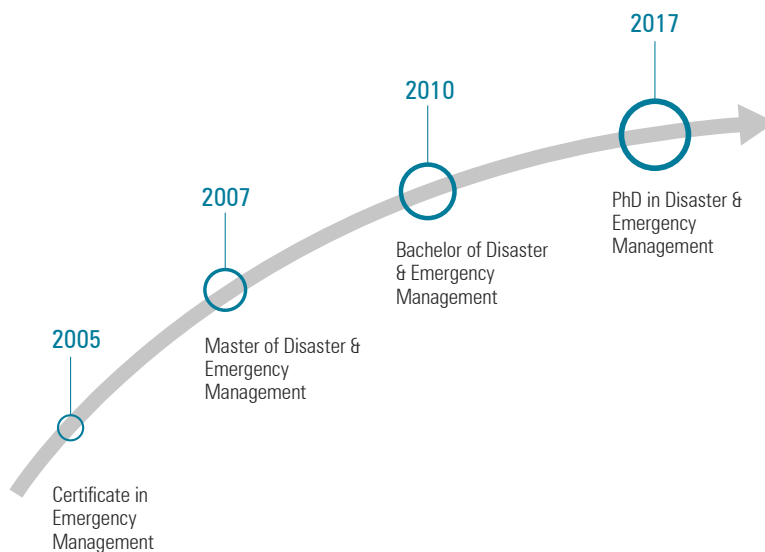 2005
Certificate in
Emergency
Management
2007
Master of Disaster &
Emergency
Management
2010
Bachelor of Disaster
& Emergency
Management
2017
PhD in Disaster &
Emergency
Management